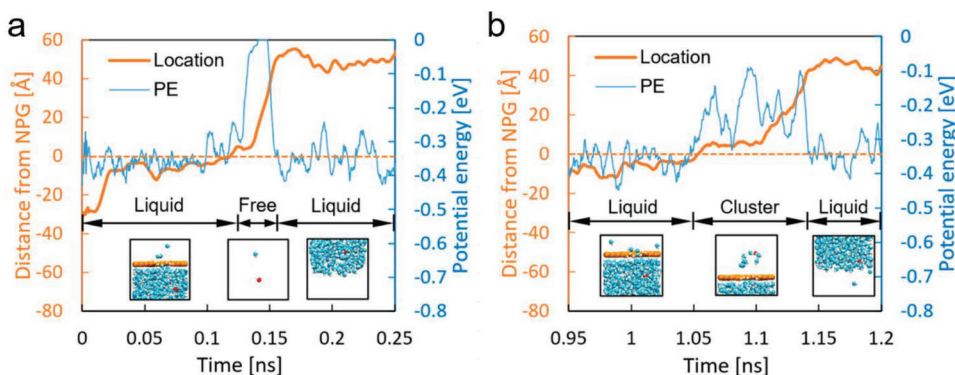 a
60
40
20
0
-20
-40
-60
-80
Distance from NPG [Å]
Location
PE
0
-0.1
-0.2
-0.3
-0.4
-0.5
-0.6
-0.7
-0.8
Potential energy [eV]
Liquid
Free
Liquid
0
0.05
0.1
0.15
0.2
0.25
Time [ns]
b
60
40
20
0
-20
-40
-60
-80
Distance from NPG [Å]
Location
PE
0
-0.1
-0.2
-0.3
-0.4
-0.5
-0.6
-0.7
-0.8
Potential energy [eV]
Liquid
Cluster
Liquid
0.95
1
1.05
1.1
1.15
1.2
Time [ns]